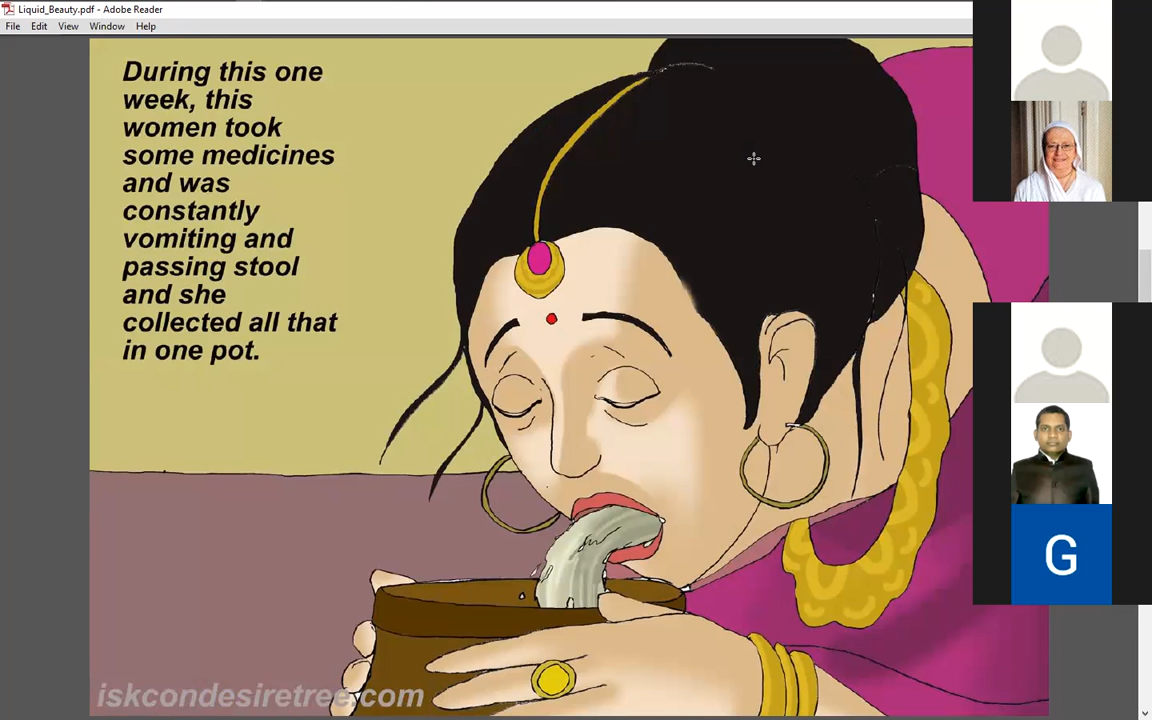 Liquid_Beauty.pdf - Adobe Reader
File Edit View Window Help
During this one
week, this
women took
some medicines
and was
constantly
vomiting and
passing stool
and she
collected all that
in one pot.
iskcondesiretree.com
G